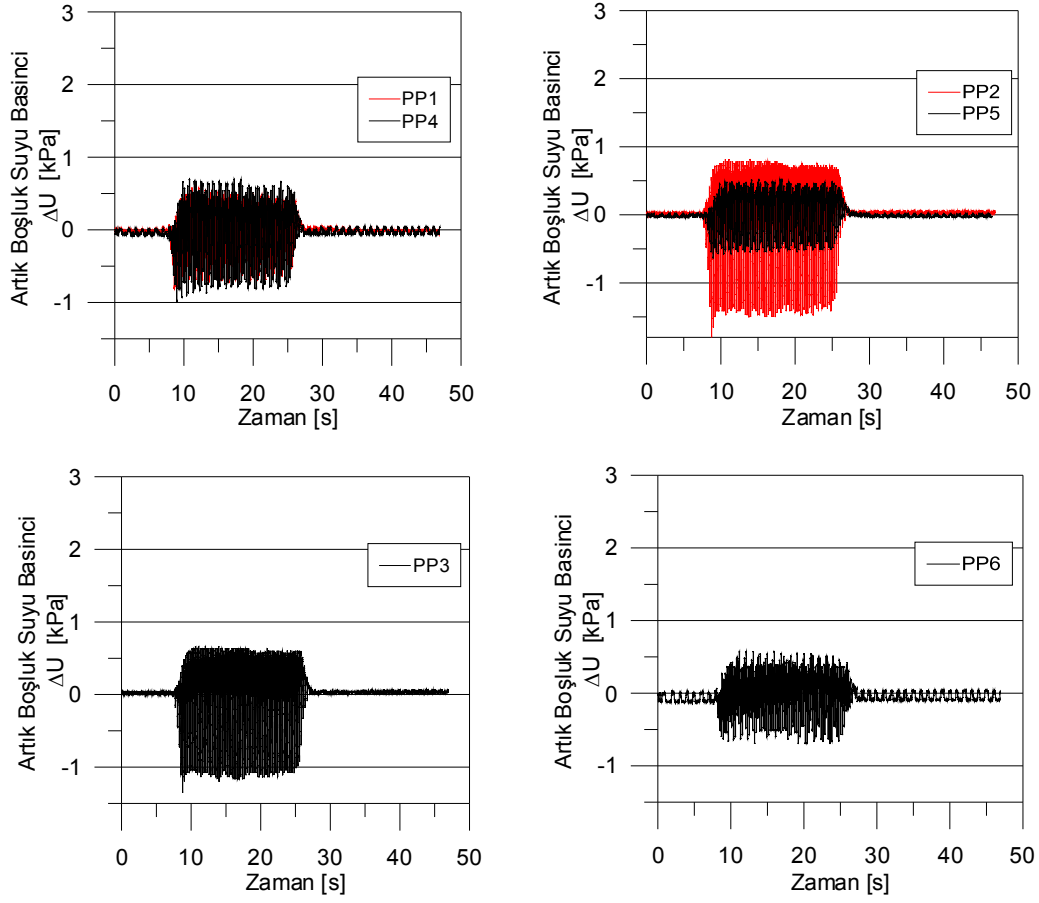 3
2
1
0
-1
Artık Boşluk Suyu Basinci
ΔU [kPa]
PP1
PP4
0 10 20 30 40 50
Zaman [s]
3
2
1
0
-1
Artık Boşluk Suyu Basinci
ΔU [kPa]
PP2
PP5
0 10 20 30 40 50
Zaman [s]
3
2
1
0
-1
Artık Boşluk Suyu Basinci
ΔU [kPa]
PP3
0 10 20 30 40 50
Zaman [s]
3
2
1
0
-1
Artık Boşluk Suyu Basinci
ΔU [kPa]
PP6
0 10 20 30 40 50
Zaman [s]